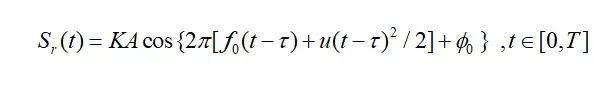 S_r(t) = KA cos{2π[f_0(t−τ)+u(t−τ)^2 / 2]+ϕ_0 } ,t∈[0,T]